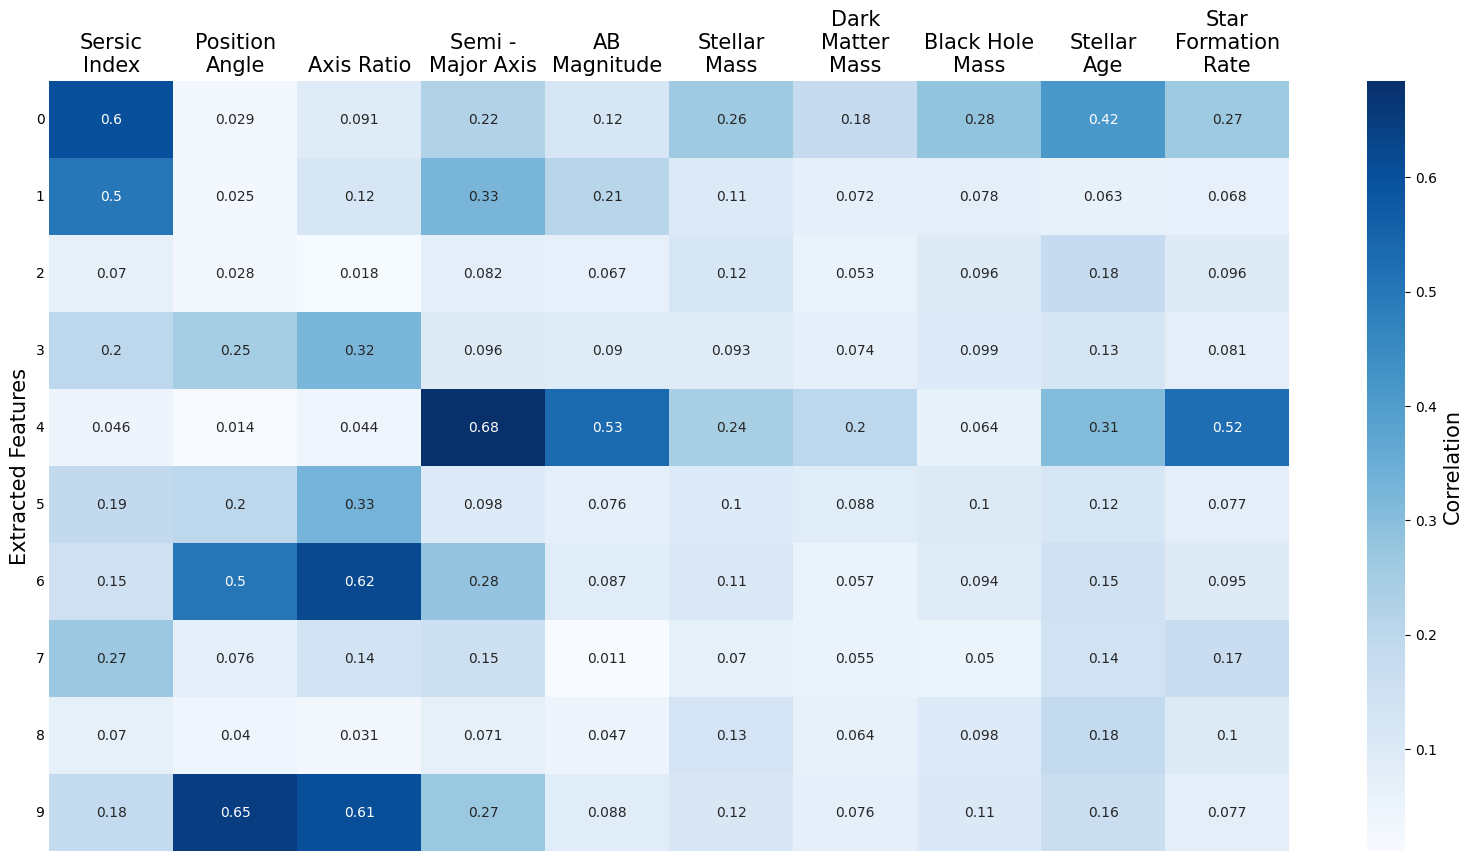 Sersic
Index
Position
Angle
Axis Ratio
Semi -
Major Axis
AB
Magnitude
Stellar
Mass
Dark
Matter
Mass
Black Hole
Mass
Stellar
Age
Star
Formation
Rate
Extracted Features
0 0.6 0.029 0.091 0.22 0.12 0.26 0.18 0.28 0.42 0.27
1 0.5 0.025 0.12 0.33 0.21 0.11 0.072 0.078 0.063 0.068
2 0.07 0.028 0.018 0.082 0.067 0.12 0.053 0.096 0.18 0.096
3 0.2 0.25 0.32 0.096 0.09 0.093 0.074 0.099 0.13 0.081
4 0.046 0.014 0.044 0.68 0.53 0.24 0.2 0.064 0.31 0.52
5 0.19 0.2 0.33 0.098 0.076 0.1 0.088 0.1 0.12 0.077
6 0.15 0.5 0.62 0.28 0.087 0.11 0.057 0.094 0.15 0.095
7 0.27 0.076 0.14 0.15 0.011 0.07 0.055 0.05 0.14 0.17
8 0.07 0.04 0.031 0.071 0.047 0.13 0.064 0.098 0.18 0.1
9 0.18 0.65 0.61 0.27 0.088 0.12 0.076 0.11 0.16 0.077
0.6
0.5
0.4
0.3
0.2
0.1
Correlation